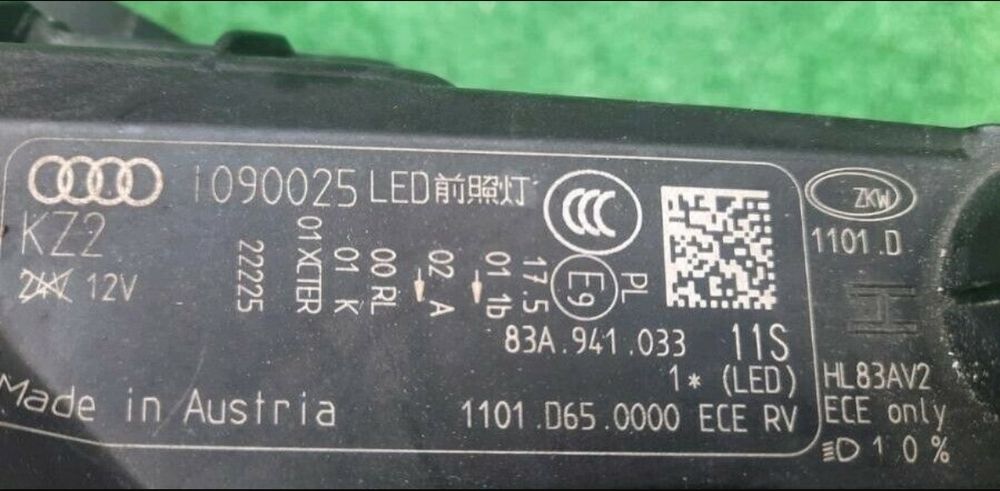 1090025 LED前照灯
KZ2
24V 12V
22225
01XCTER
01 K
00 RL
02 A
01 1b
17.5
E9
PL
83A.941.033 11S
1* (LED)
Made in Austria
1101.D65.0000 ECE RV
ZKW
1101.D
HL83AV2
ECE only
10%